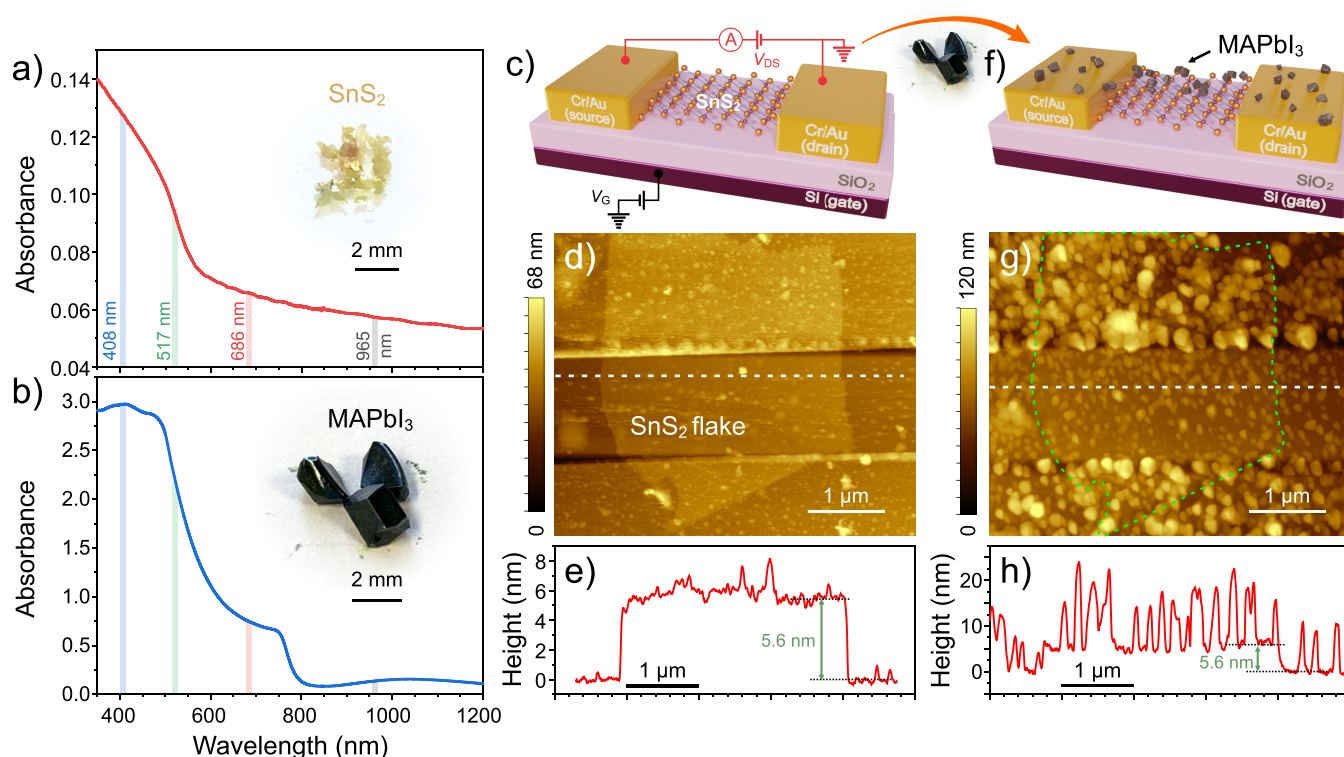 a)
0.14
0.12
0.10
0.08
0.06
0.04
Absorbance
SnS2
2 mm
408 nm
517 nm
686 nm
965
nm
b)
3.0
2.5
2.0
1.5
1.0
0.5
0.0
Absorbance
MAPbI3
2 mm
400
600
800
1000
1200
Wavelength (nm)
c)
A
VDS
Cr/Au
(source)
SnS2
Cr/Au
(drain)
SiO2
Si (gate)
VG
f)
MAPbI3
Cr/Au
(source)
Cr/Au
(drain)
SiO2
Si (gate)
68 nm
0
d)
SnS2 flake
1 µm
120 nm
0
g)
1 µm
e)
8
6
4
2
0
Height (nm)
5.6 nm
1 µm
h)
20
15
10
5
0
Height (nm)
5.6 nm
1 µm